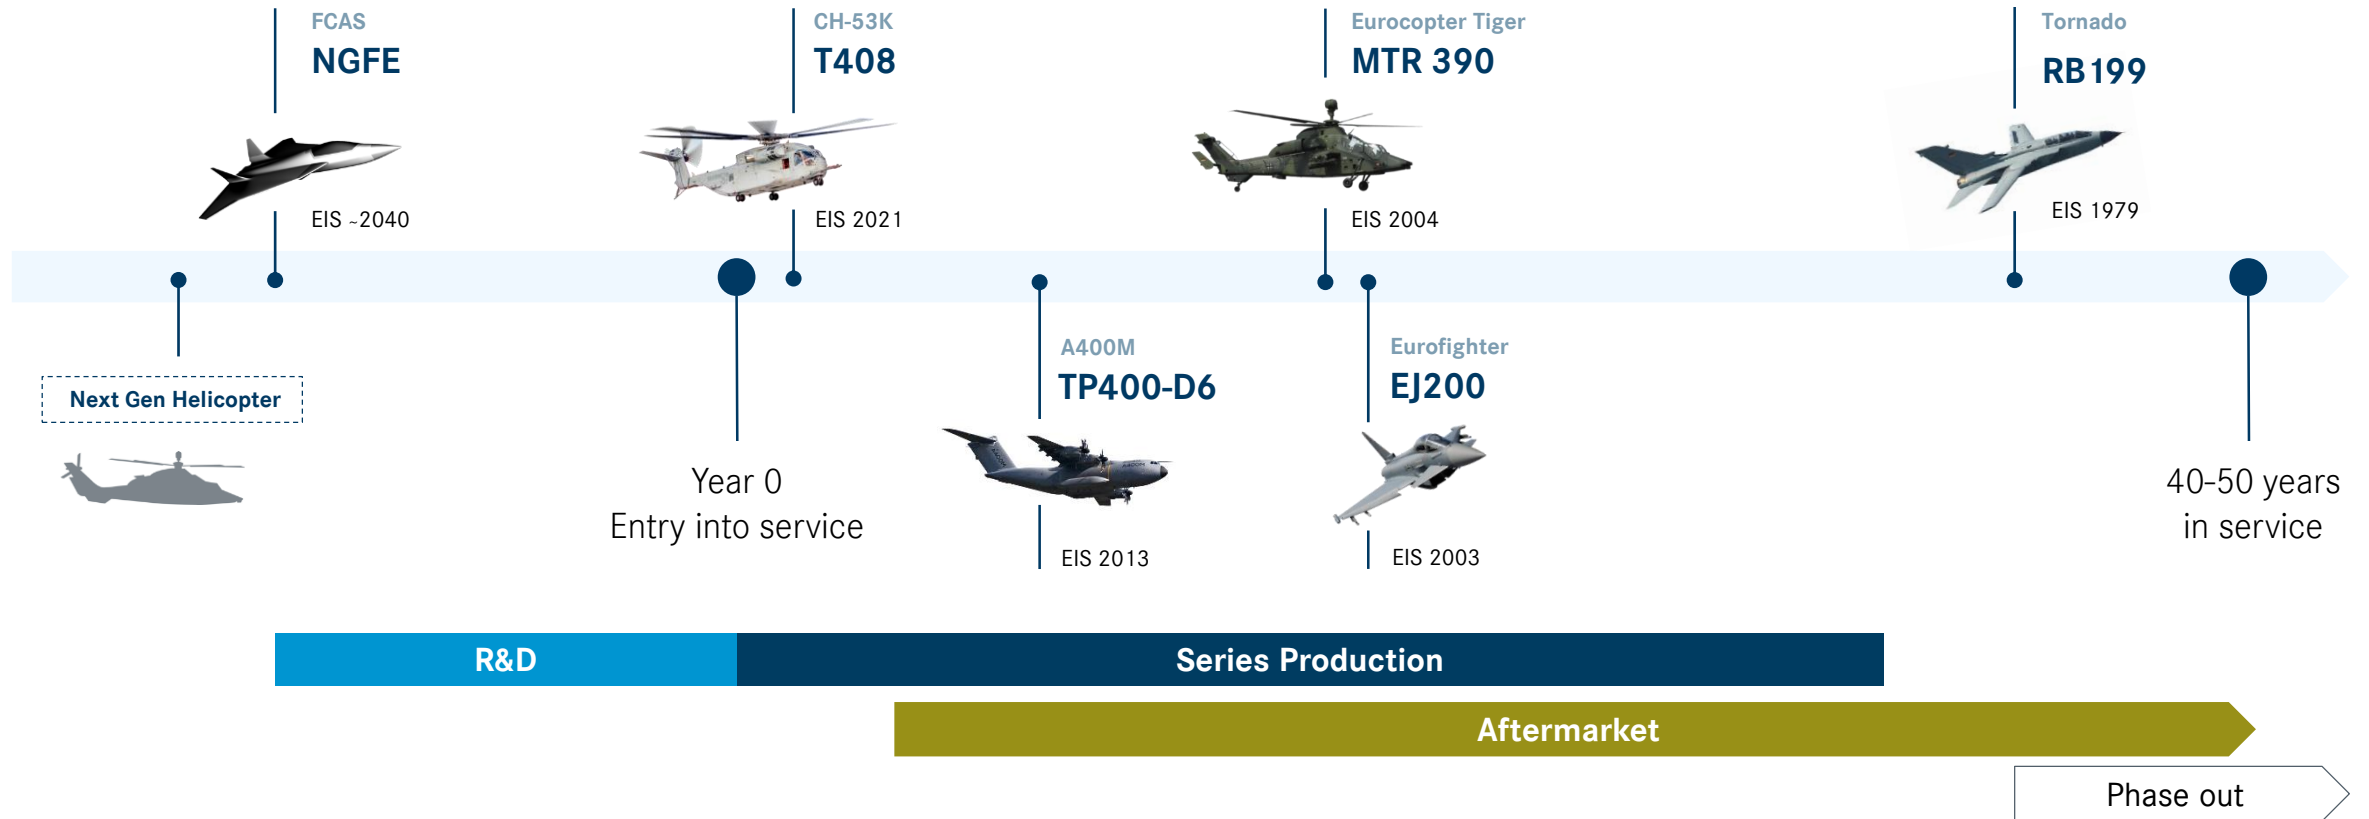 FCAS
NGFE
EIS ~2040
CH-53K
T408
EIS 2021
Eurocopter Tiger
MTR 390
EIS 2004
Tornado
RB199
EIS 1979
Next Gen Helicopter
Year 0
Entry into service
A400M
TP400-D6
EIS 2013
Eurofighter
EJ200
EIS 2003
40-50 years
in service
R&D
Series Production
Aftermarket
Phase out